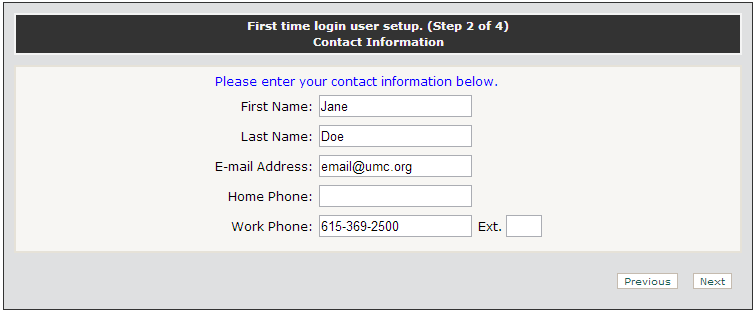 First time login user setup. (Step 2 of 4)
Contact Information
Please enter your contact information below.
First Name: Jane
Last Name: Doe
E-mail Address: email@umc.org
Home Phone:
Work Phone: 615-369-2500 Ext.
Previous Next